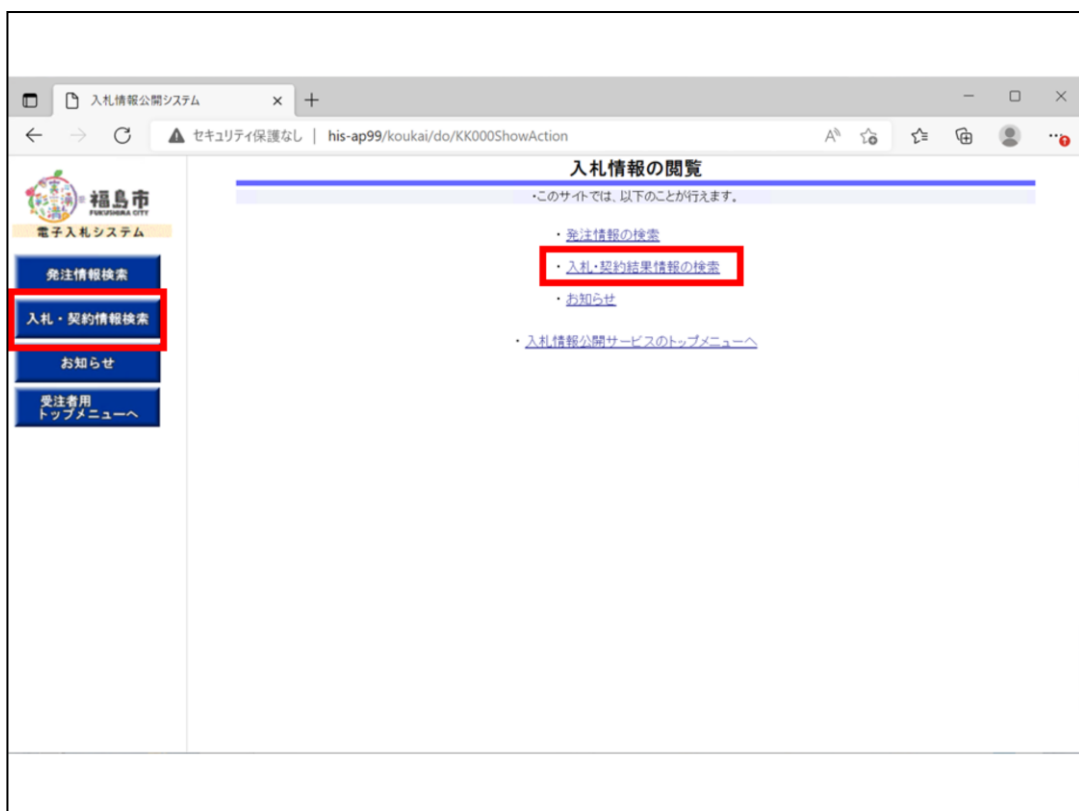 入札情報公開システム
セキュリティ保護なし | his-ap99/koukai/do/KK000ShowAction
福島市
FUKUSHIMA CITY
電子入札システム
発注情報検索
入札・契約情報検索
お知らせ
受注者用
トップメニューへ
入札情報の閲覧
・このサイトでは、以下のことが行えます。
・発注情報の検索
・入札・契約結果情報の検索
・お知らせ
・入札情報公開サービスのトップメニューへ